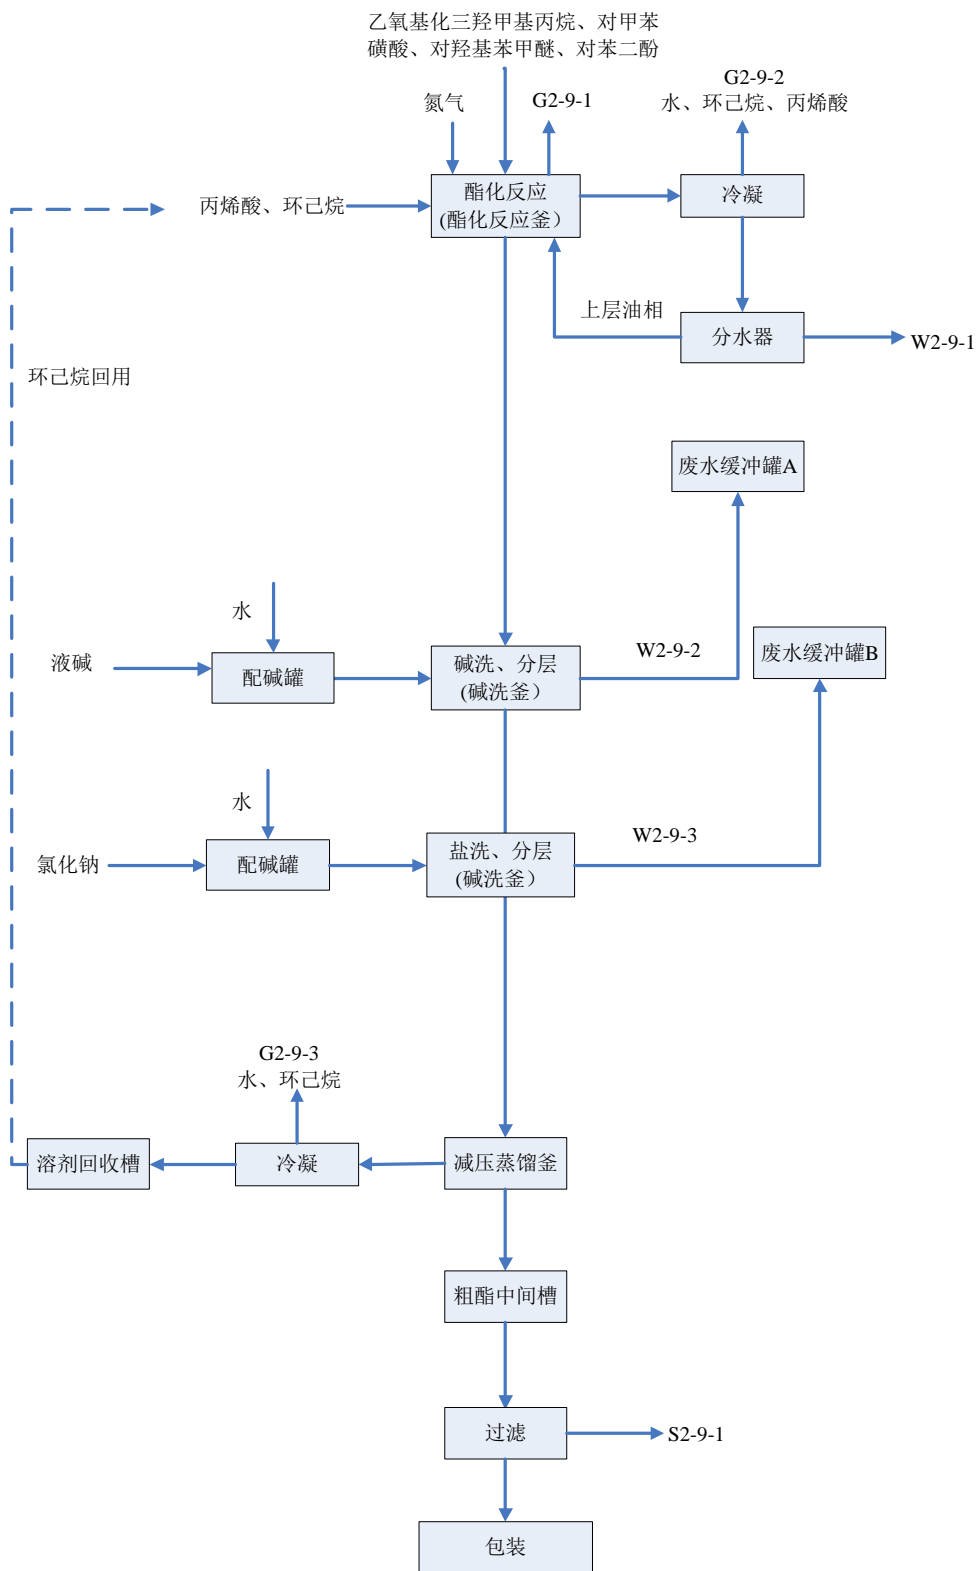 乙氧基化三羟甲基丙烷、对甲苯
磺酸、对羟基苯甲醚、对苯二酚
氮气
G2-9-1
G2-9-2
水、环己烷、丙烯酸
丙烯酸、环己烷
酯化反应
(酯化反应釜）
冷凝
上层油相
分水器
W2-9-1
环己烷回用
废水缓冲罐A
水
液碱
配碱罐
碱洗、分层
(碱洗釜）
W2-9-2
废水缓冲罐B
水
氯化钠
配碱罐
盐洗、分层
(碱洗釜）
W2-9-3
G2-9-3
水、环己烷
溶剂回收槽
冷凝
减压蒸馏釜
粗酯中间槽
过滤
S2-9-1
包装